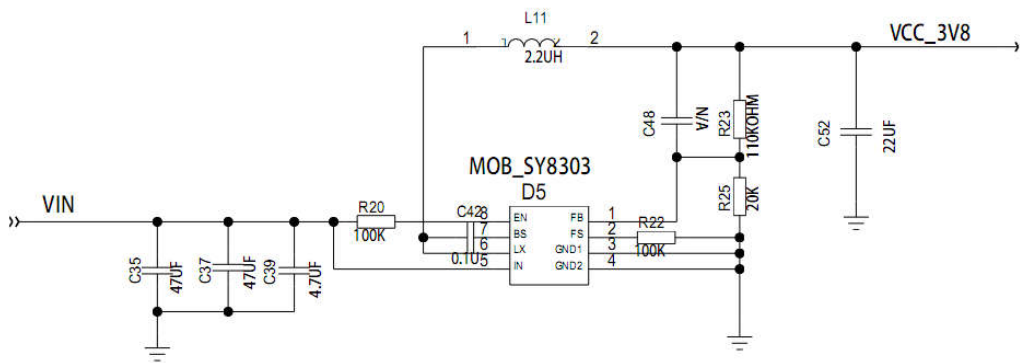 L11
1
2
2.2UH
VCC_3V8
C48
N/A
R23
110KOHM
C52
22UF
MOB_SY8303
D5
R25
20K
VIN
R20
100K
C42
0.1U
8
7
6
5
EN
BS
LX
IN
FB
FS
GND1
GND2
1
2
3
4
R22
100K
C35
47UF
C37
47UF
C39
4.7UF